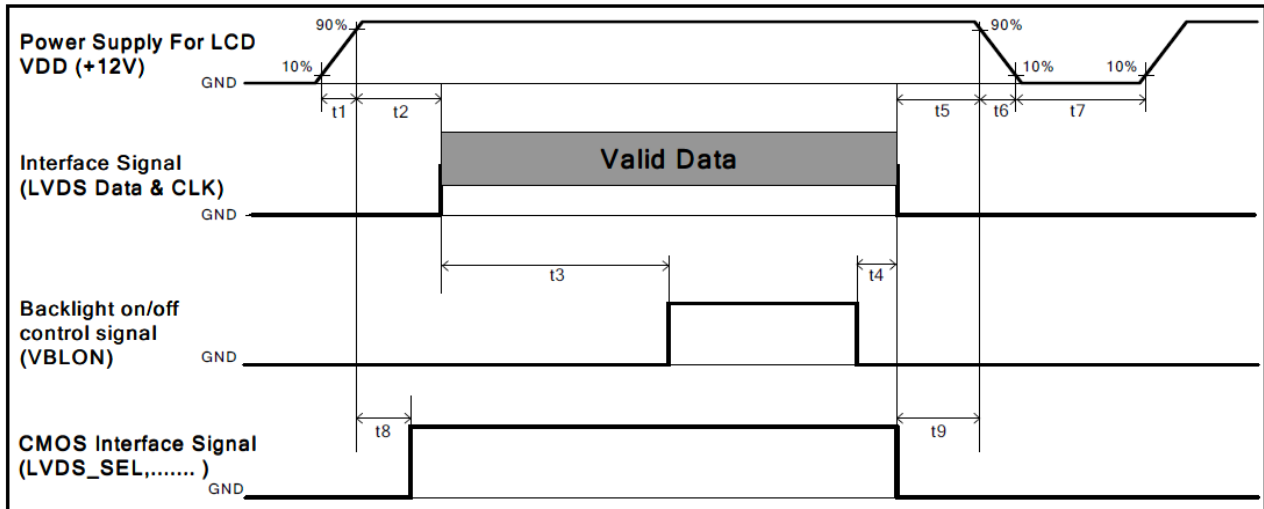 Power Supply For LCD
VDD (+12V)
90%
90%
10%
10%
10%
GND
t1
t2
t5
t6
t7
Interface Signal
(LVDS Data & CLK)
Valid Data
GND
t3
t4
Backlight on/off
control signal
(VBLON)
GND
t8
t9
CMOS Interface Signal
(LVDS_SEL,....... )
GND